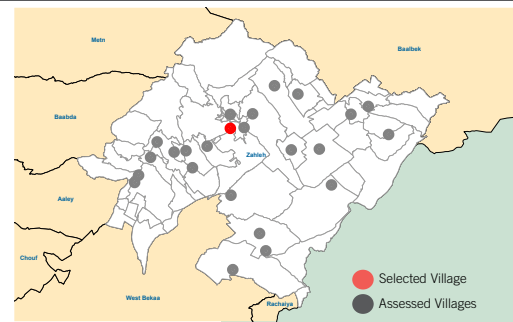 Metn
Baalbek
Baabda
Zahleh
Aaley
Chouf
West Bekaa
Rachaiya
Selected Village
Assessed Villages